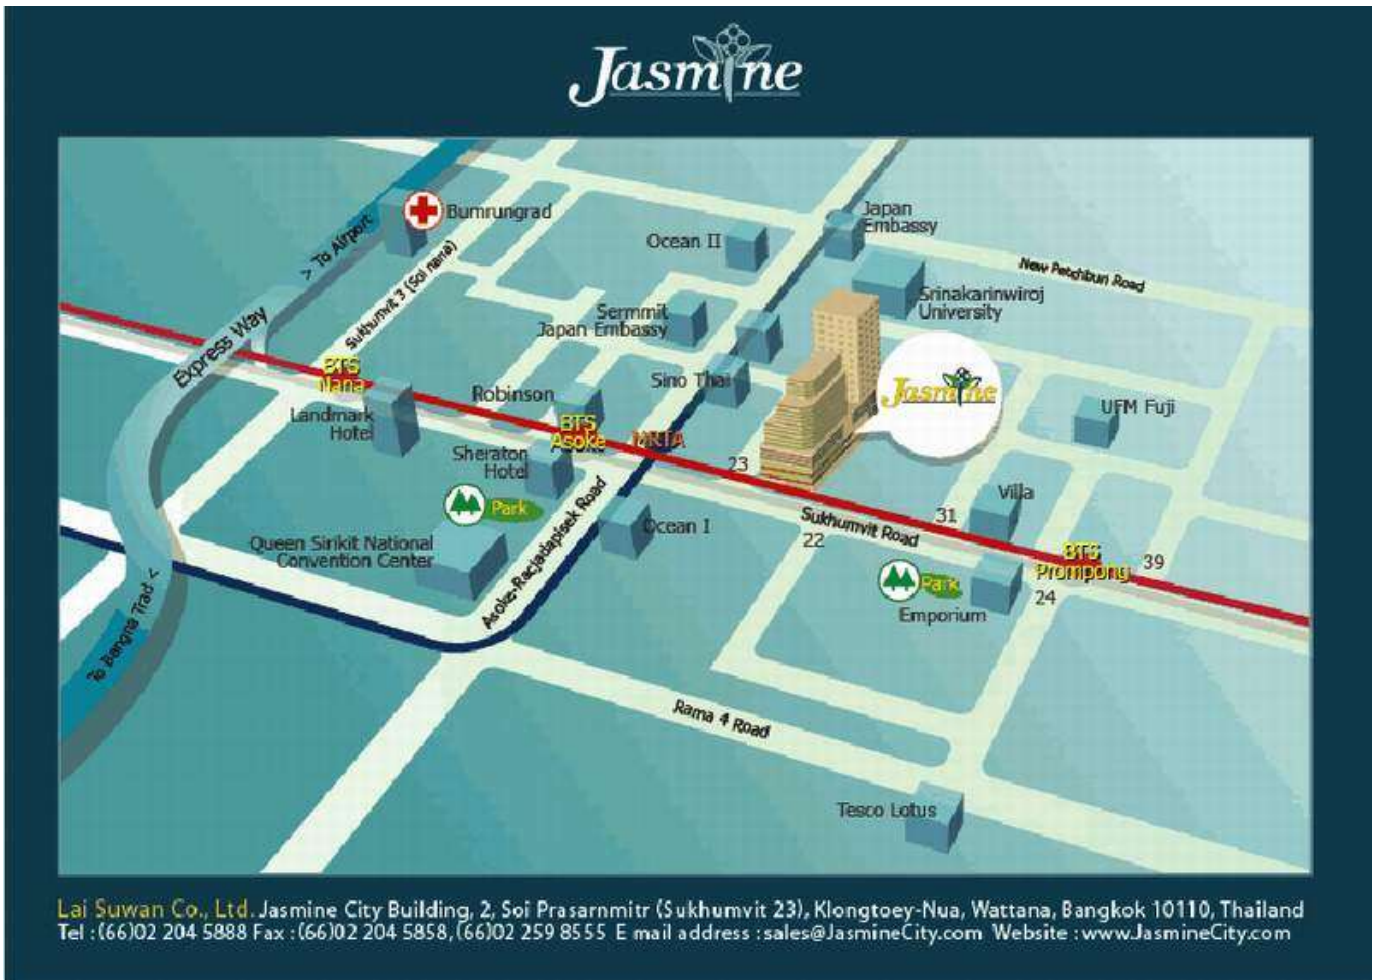 Jasmine
Bumrungrad
> To Airport
Sukhumvit 3 (Soi nana)
Japan
Embassy
Ocean II
New Petchburi Road
Srinakarinwiroj
University
Sermmit
Japan Embassy
Express Way
BTS
Nana
Sino Thai
Jasmine
Robinson
Landmark
Hotel
UFM Fuji
BTS
Asoke
MRTA
Sheraton
Hotel
23
Park
Villa
31
Sukhumvit Road
22
Ocean I
Asoke-Racjadapisek Road
Queen Sirikit National
Convention Center
BTS
Prompong
39
Park
24
Emporium
To Bangna Trad <
Rama 4 Road
Tesco Lotus
Lai Suwan Co., Ltd. Jasmine City Building, 2, Soi Prasarnmitr (Sukhumvit 23), Klongtoey-Nua, Wattana, Bangkok 10110, Thailand
Tel : (66)02 204 5888 Fax : (66)02 204 5858, (66)02 259 8555 E mail address : sales@JasmineCity.com Website : www.JasmineCity.com